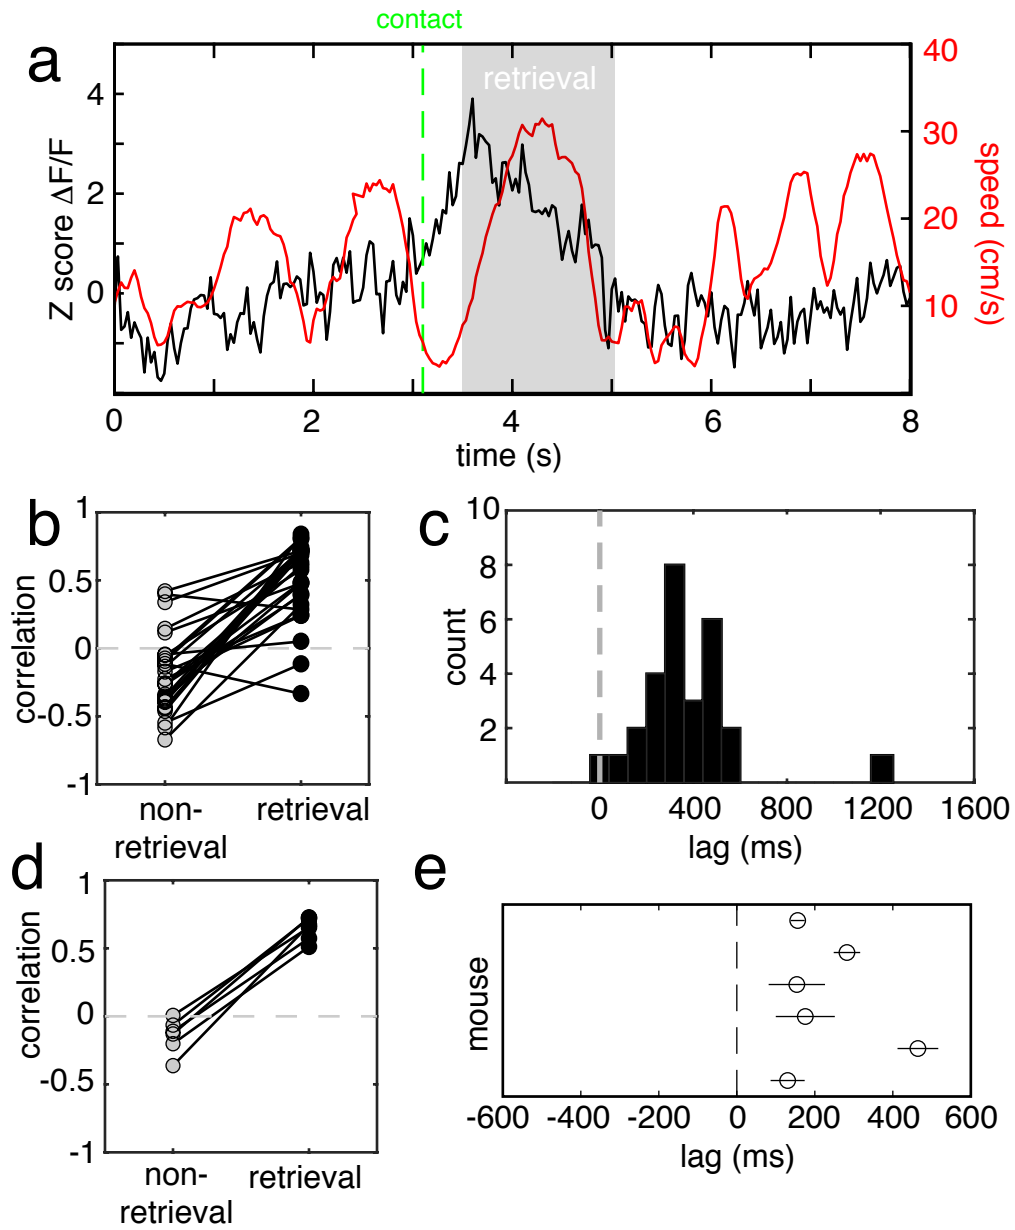 contact
a
retrieval
Z score ΔF/F
4
2
0
40
30
20
10
speed (cm/s)
0
2
4
6
8
time (s)
b
correlation
1
0.5
0
-0.5
-1
non-
retrieval
retrieval
c
count
10
8
6
4
2
0
400
800
1200
1600
lag (ms)
d
correlation
1
0.5
0
-0.5
-1
non-
retrieval
retrieval
e
mouse
-600
-400
-200
0
200
400
600
lag (ms)